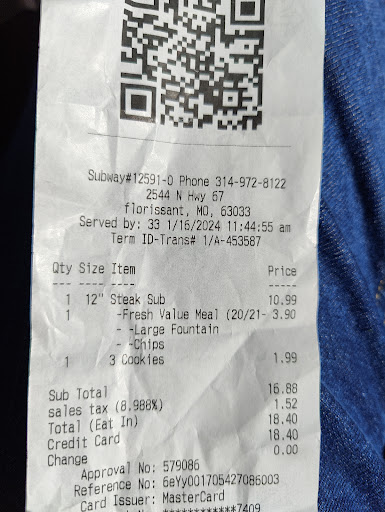 Subway#12591-0 Phone 314-972-8122
2544 N Hwy 67
florissant, MO, 63033
Served by: 33 1/16/2024 11:44:55 am
Term ID-Trans# 1/A-453587
Qty Size Item Price
1 12" Steak Sub 10.99
1 -Fresh Value Meal (20/21- 3.90
- -Large Fountain
- -Chips
1 3 Cookies 1.99
Sub Total 16.88
sales tax (8.988%) 1.52
Total (Eat In) 18.40
Credit Card 18.40
Change 0.00
Approval No: 579086
Reference No: 6eYy001705427086003
Card Issuer: MasterCard
************7409